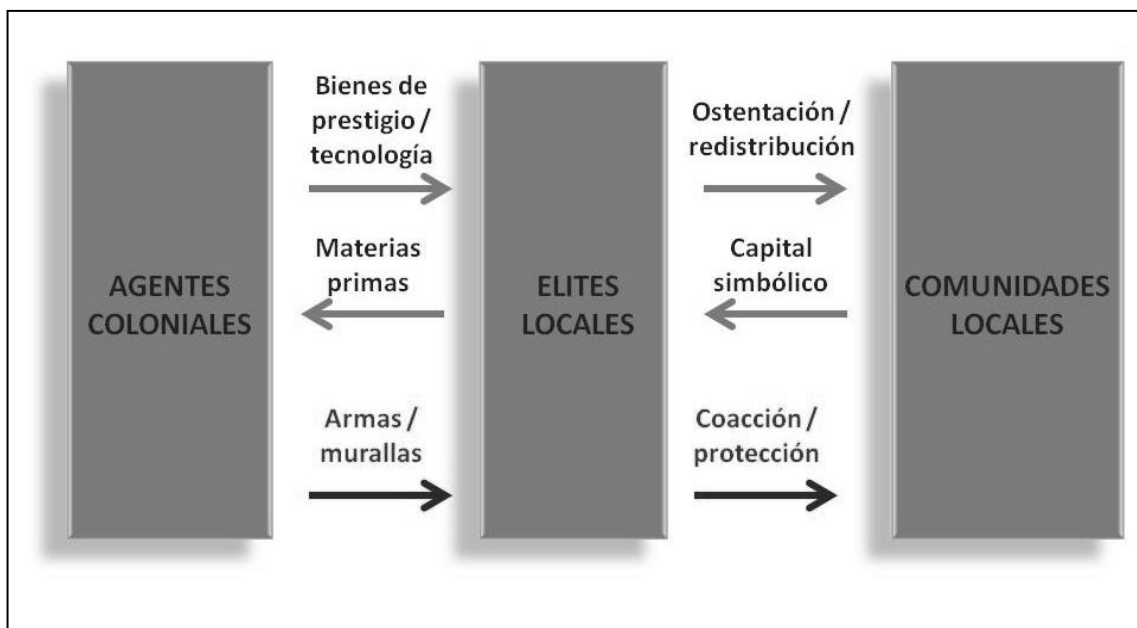 Bienes de
prestigio /
tecnología
Ostentación /
redistribución
Materias
primas
Capital
simbólico
AGENTES
COLONIALES
ELITES
LOCALES
COMUNIDADES
LOCALES
Armas /
murallas
Coacción /
protección